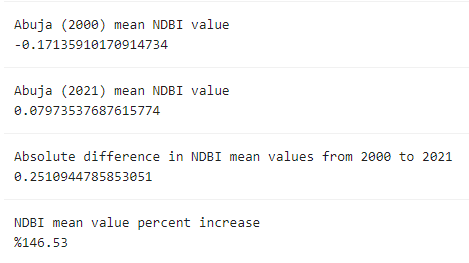 Abuja (2000) mean NDBI value
-0.17135910170914734
Abuja (2021) mean NDBI value
0.07973537687615774
Absolute difference in NDBI mean values from 2000 to 2021
0.2510944785853051
NDBI mean value percent increase
%146.53